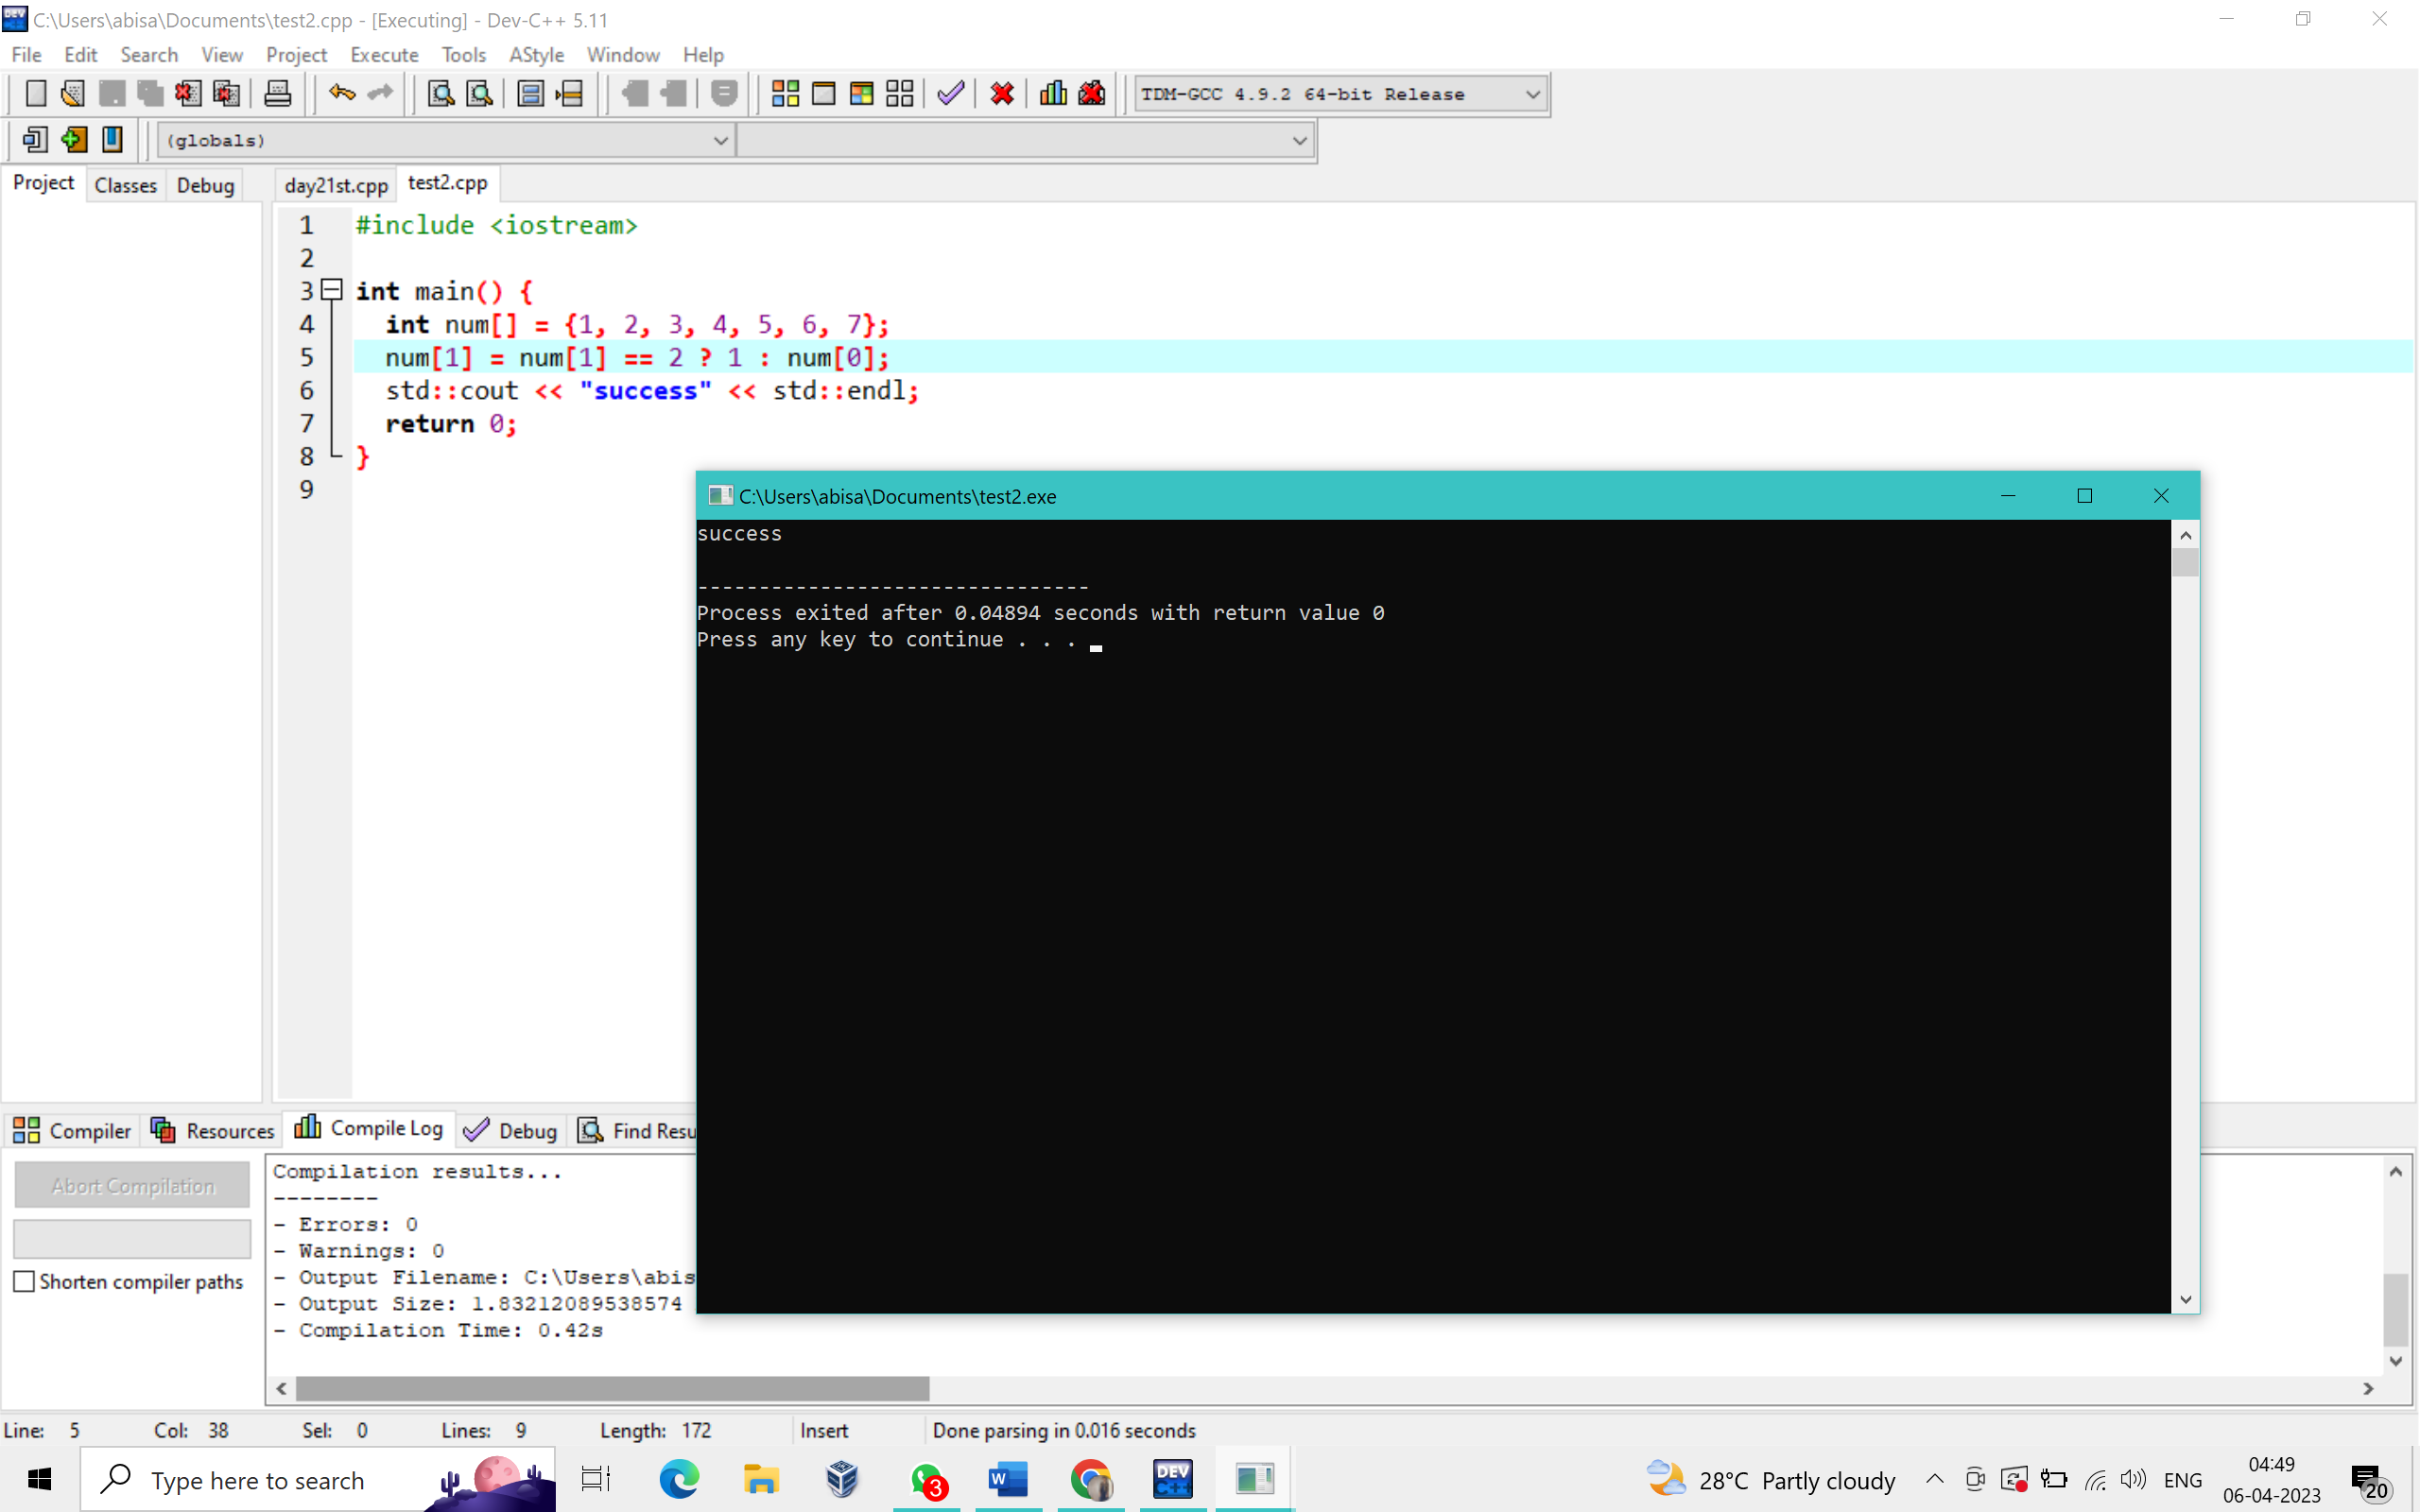 C:\Users\abisa\Documents\test2.cpp - [Executing] - Dev-C++ 5.11
File Edit Search View Project Execute Tools AStyle Window Help
TDM-GCC 4.9.2 64-bit Release
(globals)
Project Classes Debug day21st.cpp test2.cpp
1 #include <iostream>
2
3 int main() {
4 int num[] = {1, 2, 3, 4, 5, 6, 7};
5 num[1] = num[1] == 2 ? 1 : num[0];
6 std::cout << "success" << std::endl;
7 return 0;
8 }
9
C:\Users\abisa\Documents\test2.exe
success
--------------------------------
Process exited after 0.04894 seconds with return value 0
Press any key to continue . . .
Compiler Resources Compile Log Debug Find Resu
Abort Compilation
Shorten compiler paths
Compilation results...
--------
- Errors: 0
- Warnings: 0
- Output Filename: C:\Users\abis
- Output Size: 1.83212089538574
- Compilation Time: 0.42s
Line: 5 Col: 38 Sel: 0 Lines: 9 Length: 172 Insert Done parsing in 0.016 seconds
Type here to search
3
W
DEV C++
28°C Partly cloudy
ENG
04:49
06-04-2023
20